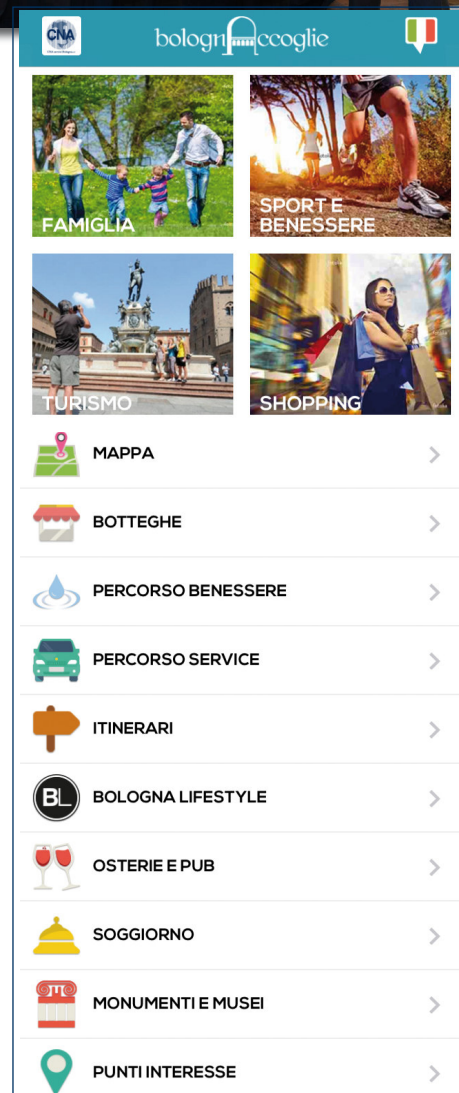 CNA
bolognAccoglie
FAMIGLIA
SPORT E
BENESSERE
TURISMO
SHOPPING
MAPPA
BOTTEGHE
PERCORSO BENESSERE
PERCORSO SERVICE
ITINERARI
BL
BOLOGNA LIFESTYLE
OSTERIE E PUB
SOGGIORNO
MONUMENTI E MUSEI
PUNTI INTERESSE